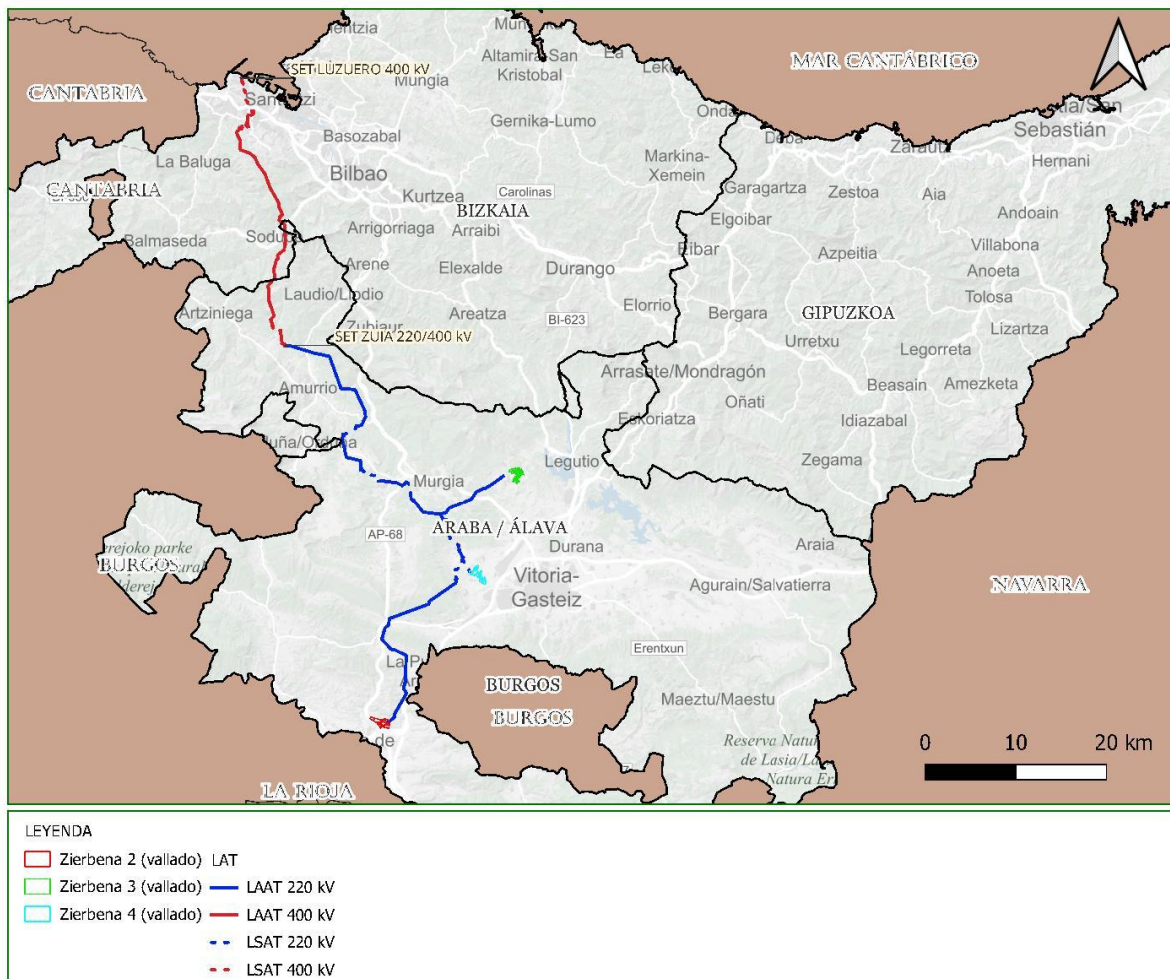 MAR CANTÁBRICO
SET LUZUERO 400 kV
CANTABRIA
Mungia
Altamira-San
Kristobal
Gernika-Lumo
Basozabal
La Baluga
Bilbao
Kurtzea
Carolinas
BIZKAIA
Markina-
Xemein
CANTABRIA
Balmaseda
Arrigorriaga
Arraibi
Arene
Elexalde
Durango
Elorrio
Laudio/Llodio
Areatza
BI-623
Artziniega
Zubiaur
SET ZUIA 220/400 kV
Amurrio
Sebastián
Deba
Zarautz
Hernani
Garagartza
Zestoa
Aia
Andoain
Elgoibar
Eibar
Azpeitia
Villabona
Anoeta
Tolosa
Bergara
GIPUZKOA
Lizartza
Urretxu
Legorreta
Arrasate/Mondragón
Beasain
Amezketa
Oñati
Eskoriatza
Idiazabal
Zegama
Legutio
Murgia
ARABA / ÁLAVA
AP-68
Durana
Araia
Vitoria-
Gasteiz
Agurain/Salvatierra
NAVARRA
BURGOS
Erentxun
BURGOS
BURGOS
Maeztu/Maestu
LA RIOJA
0 10 20 km
LEYENDA
Zierbena 2 (vallado) LAT
Zierbena 3 (vallado) LAAT 220 kV
Zierbena 4 (vallado) LAAT 400 kV
LSAT 220 kV
LSAT 400 kV